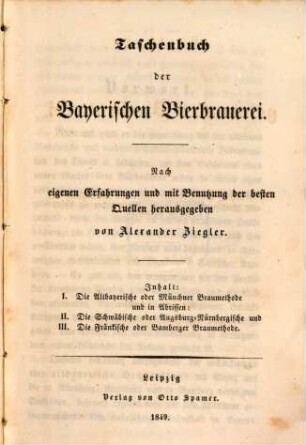 Taschenbuch
der
Bayerischen Bierbrauerei.
Nach
eigenen Erfahrungen und mit Benutzung der besten
Quellen herausgegeben
von Alexander Ziegler.
Inhalt:
I. Die Altbayerische oder Münchner Braumethode
und in Abrissen:
II. Die Schwäbische oder Augsburg-Nürnbergische und
III. Die Fränkische oder Bamberger Braumethode.
Leipzig
Verlag von Otto Spamer.
1849.